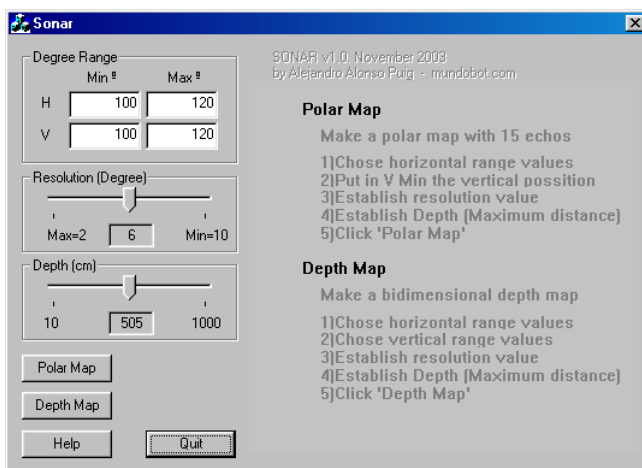 Sonar
Degree Range
Min º Max º
H 100 120
V 100 120
Resolution (Degree)
Max=2 6 Min=10
Depth (cm)
10 505 1000
Polar Map
Depth Map
Help Quit
SONAR v1.0. November 2003
by Alejandro Alonso Puig - mundobot.com
Polar Map
Make a polar map with 15 echos
1)Chose horizontal range values
2)Put in V Min the vertical possition
3)Establish resolution value
4)Establish Depth (Maximum distance)
5)Click 'Polar Map'
Depth Map
Make a bidimensional depth map
1)Chose horizontal range values
2)Chose vertical range values
3)Establish resolution value
4)Establish Depth (Maximum distance)
5)Click 'Depth Map'